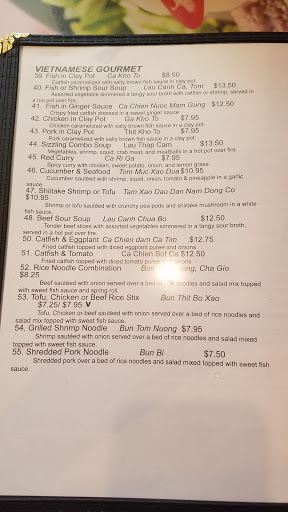 VIETNAMESE GOURMET
39. Fish in Clay Pot Ca Kho To $8.50
Catfish caramelized with salty brown fish sauce in clay pot.
40. Fish or Shrimp Sour Soup Lau Canh Ca, Tom $13.50
Assorted vegetable simmered a tangy sour broth with catfish or shrimp, served in
a hot pot over fire.
41. Fish in Ginger Sauce Ca Chien Nuoc Mam Gung $12.50
Crispy fried catfish dressed in a sweet ginger sauce.
42. Chicken in Clay Pot Ga Kho To $7.95
Chicken caramelized with salty brown fish sauce in a clay pot.
43. Pork in Clay Pot Thit Kho To $7.95
Pork caramelized with salty brown fish sauce in a clay pot.
44. Sizzling Combo Soup Lau Thap Cam $13.50
Vegetables, shrimp, squid, crab meat, and meatballs in a hot pot over fire.
45. Red Curry Ca Ri Ga $7.95
Spicy curry with chicken, sweet potato, onion, and lemon grass.
46. Cucumber & Seafood Tom Muc Xao Dua $10.95
Cucumber sautéed with shrimp, squid, onion, tomato & pineapple in a garlic
sauce.
47. Shiitake Shrimp or Tofu Tam Xao Dau Dan Nam Dong Co
$10.95
Shrimp or tofu sautéed with crunchy pea pods and shiitake mushroom in a white
fish sauce.
48. Beef Sour Soup Lau Canh Chua Bo $12.50
Tender beef slices with assorted vegetables simmered in a tangy sour broth,
served in a hot pot over fire.
50. Catfish & Eggplant Ca Chien dam Ca Tim $12.75
Fried catfish topped with diced eggplant puree and onions
51. Catfish & Tomato Ca Chien Sot Ca $12.50
Fried catfish topped with diced tomato puree and onions
52. Rice Noodle Combination Bun Nuong, Cha Gio
$8.25
Beef sautéed with onion served over a bed of rice noodles and salad mix topped
with sweet fish sauce and spring roll.
53. Tofu, Chicken or Beef Rice Stix Bun Thit Bo Xao
$7.25/ $7.95 V
Tofu, Chicken or beef sautéed with onion served over a bed of rice noodles and
salad mix topped with sweet fish sauce.
54. Grilled Shrimp Noodle Bun Tom Nuong $7.95
Shrimp sautéed with onion served over a bed of rice noodles and salad mixed
topped with sweet fish sauce.
55. Shredded Pork Noodle Bun Bi $7.50
Shredded pork over a bed of rice noodles and salad mixed topped with sweet fish
sauce.